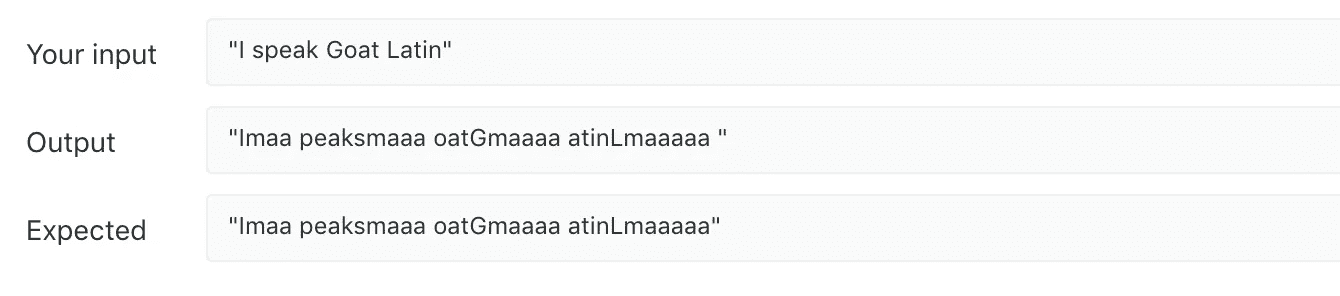 Your input "I speak Goat Latin"
Output "Imaa peaksmaaa oatGmaaaa atinLmaaaaa "
Expected "Imaa peaksmaaa oatGmaaaa atinLmaaaaa"